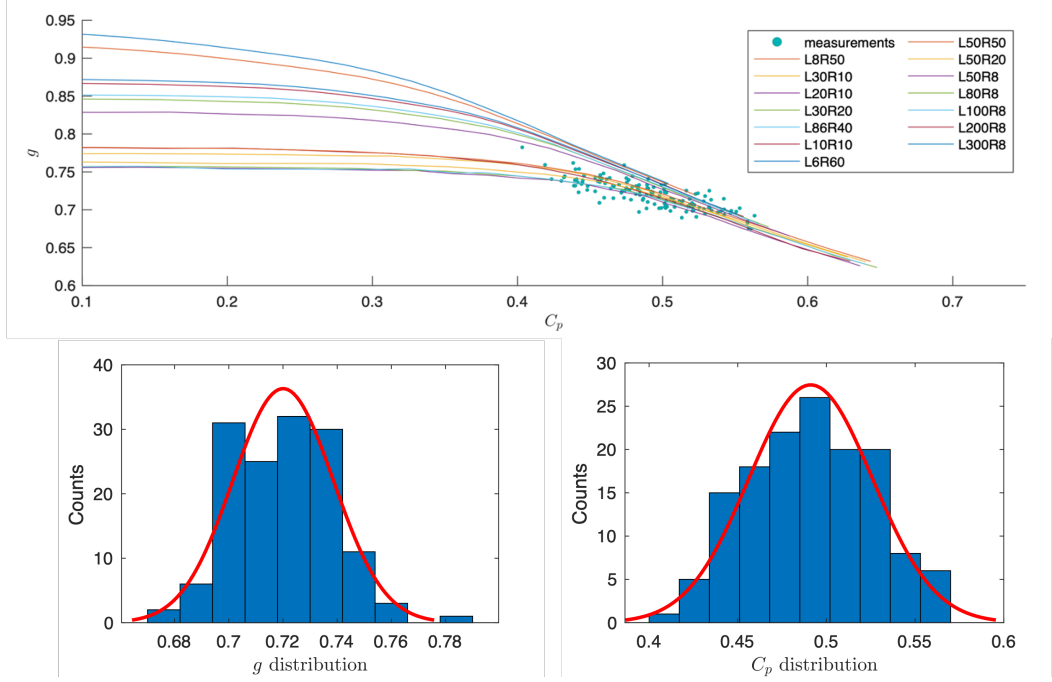 0.95
0.9
0.85
0.8
0.75
0.7
0.65
0.6
g
0.1 0.2 0.3 0.4 0.5 0.6 0.7
C_p
measurements
L8R50
L30R10
L20R10
L30R20
L86R40
L10R10
L6R60
L50R50
L50R20
L50R8
L80R8
L100R8
L200R8
L300R8
40
30
20
10
0
Counts
0.68 0.7 0.72 0.74 0.76 0.78
g distribution
30
25
20
15
10
5
0
Counts
0.4 0.45 0.5 0.55 0.6
C_p distribution